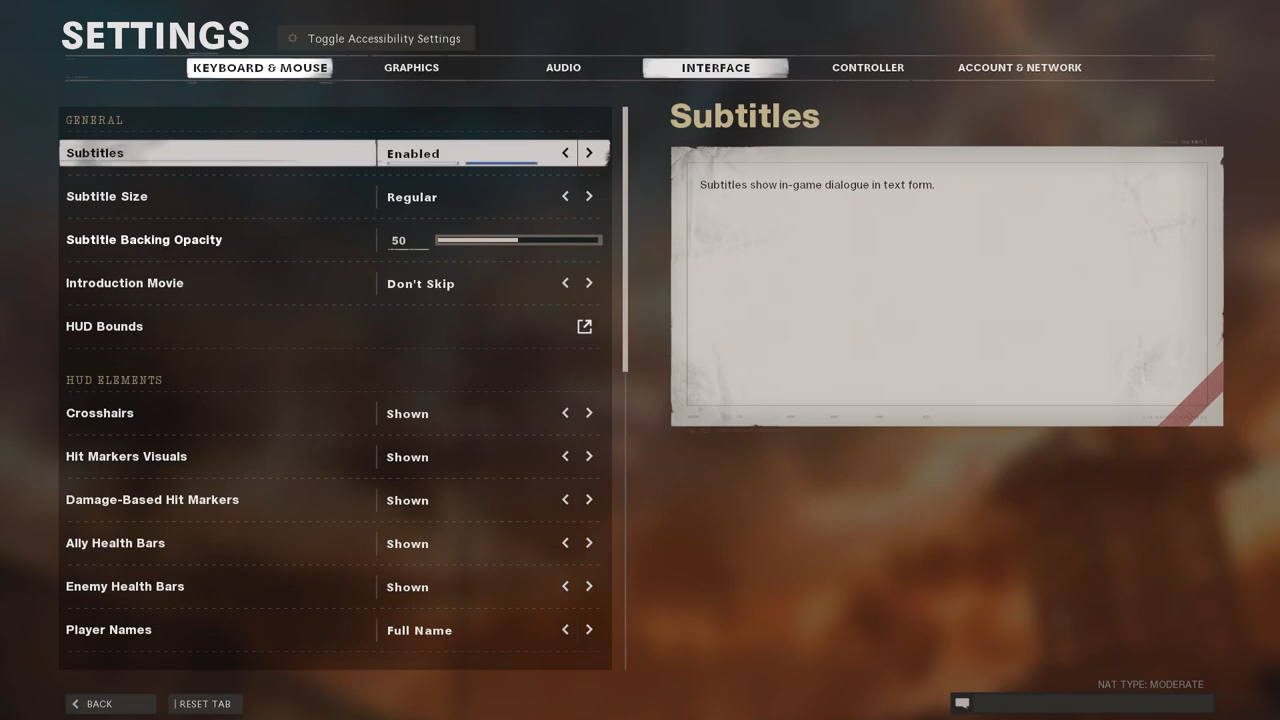 SETTINGS
Toggle Accessibility Settings
KEYBOARD & MOUSE
GRAPHICS
AUDIO
INTERFACE
CONTROLLER
ACCOUNT & NETWORK
GENERAL
Subtitles
Enabled
Subtitle Size
Regular
Subtitle Backing Opacity
50
Introduction Movie
Don't Skip
HUD Bounds
HUD ELEMENTS
Crosshairs
Shown
Hit Markers Visuals
Shown
Damage-Based Hit Markers
Shown
Ally Health Bars
Shown
Enemy Health Bars
Shown
Player Names
Full Name
Subtitles
Subtitles show in-game dialogue in text form.
BACK
RESET TAB
NAT TYPE: MODERATE